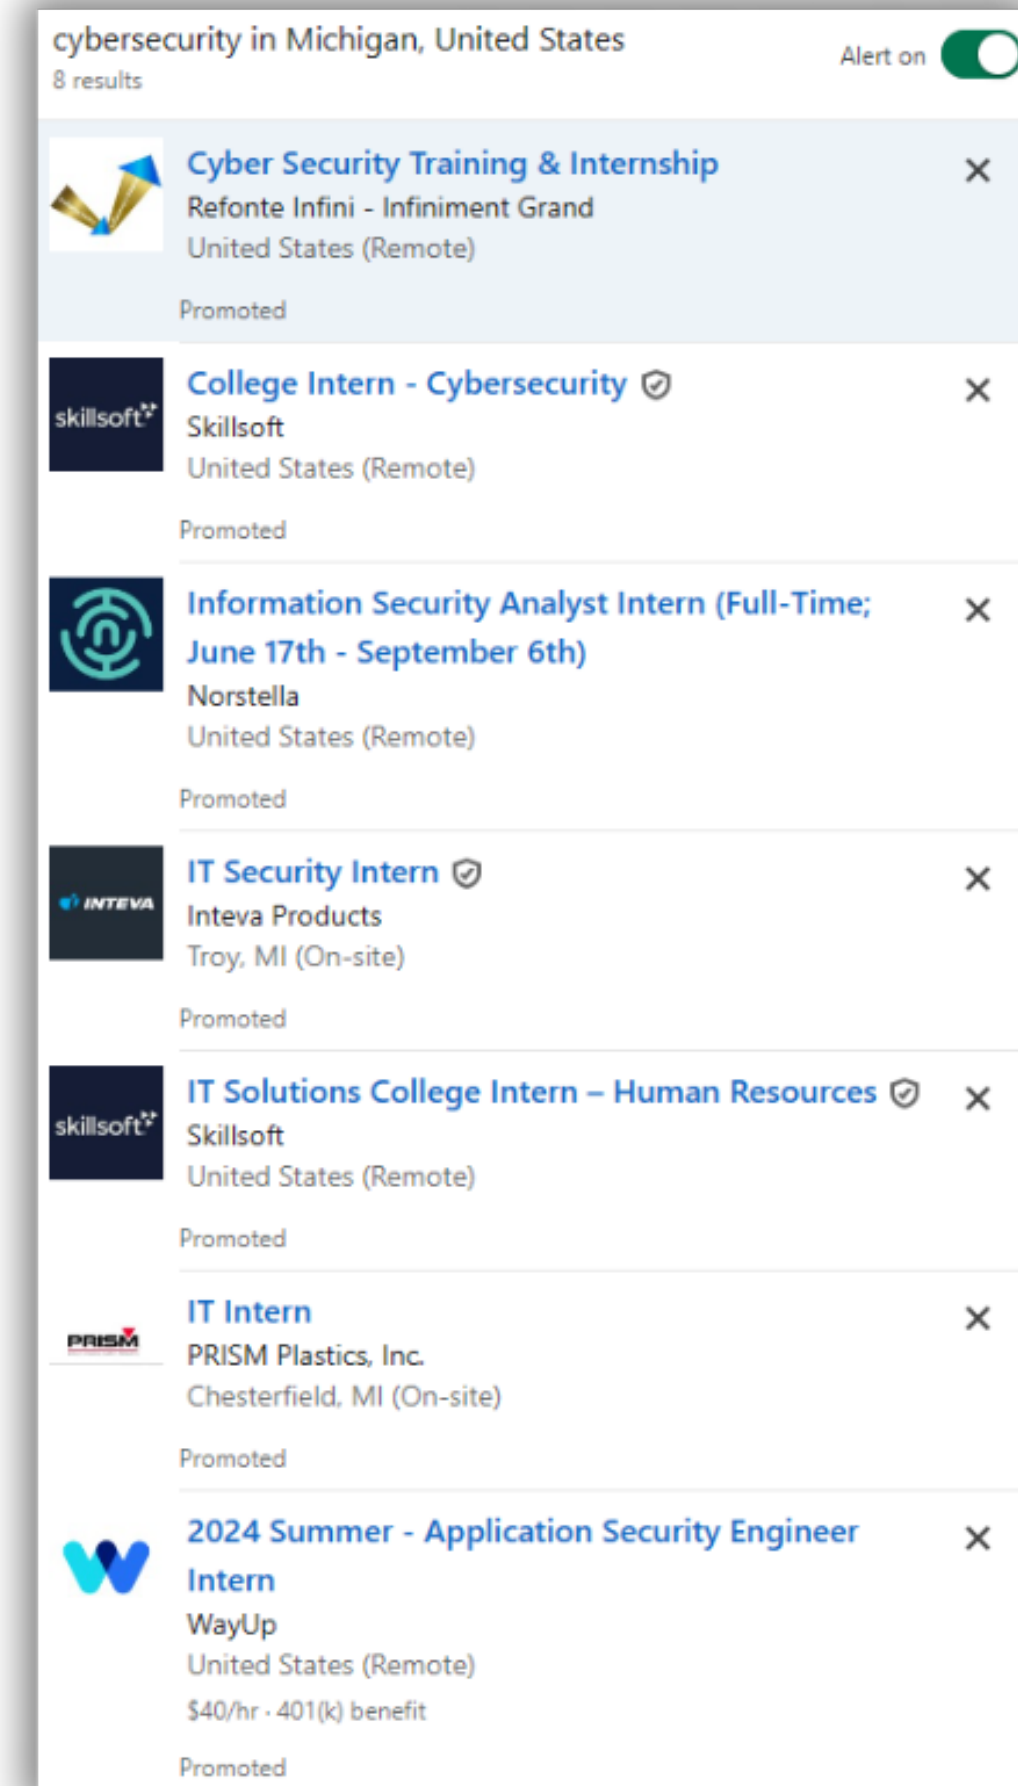 cybersecurity in Michigan, United States
Alert on
8 results
Cyber Security Training & Internship
Refonte Infini - Infiniment Grand
United States (Remote)
Promoted
skillsoft
College Intern - Cybersecurity
Skillsoft
United States (Remote)
Promoted
Information Security Analyst Intern (Full-Time;
June 17th - September 6th)
Norstella
United States (Remote)
Promoted
INTEVA
IT Security Intern
Inteva Products
Troy, MI (On-site)
Promoted
skillsoft
IT Solutions College Intern – Human Resources
Skillsoft
United States (Remote)
Promoted
PRISM
IT Intern
PRISM Plastics, Inc.
Chesterfield, MI (On-site)
Promoted
2024 Summer - Application Security Engineer
Intern
WayUp
United States (Remote)
$40/hr · 401(k) benefit
Promoted